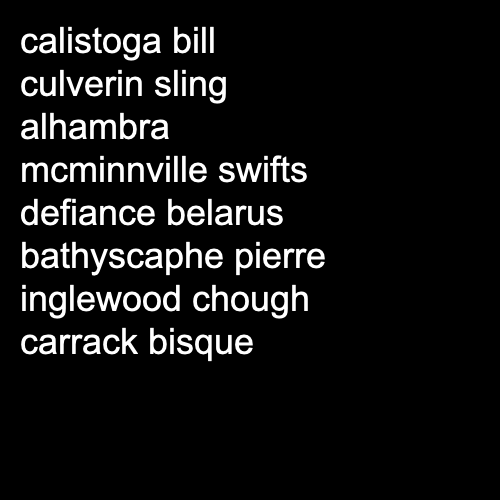 calistoga bill
culverin sling
alhambra
mcminnville swifts
defiance belarus
bathyscaphe pierre
inglewood chough
carrack bisque